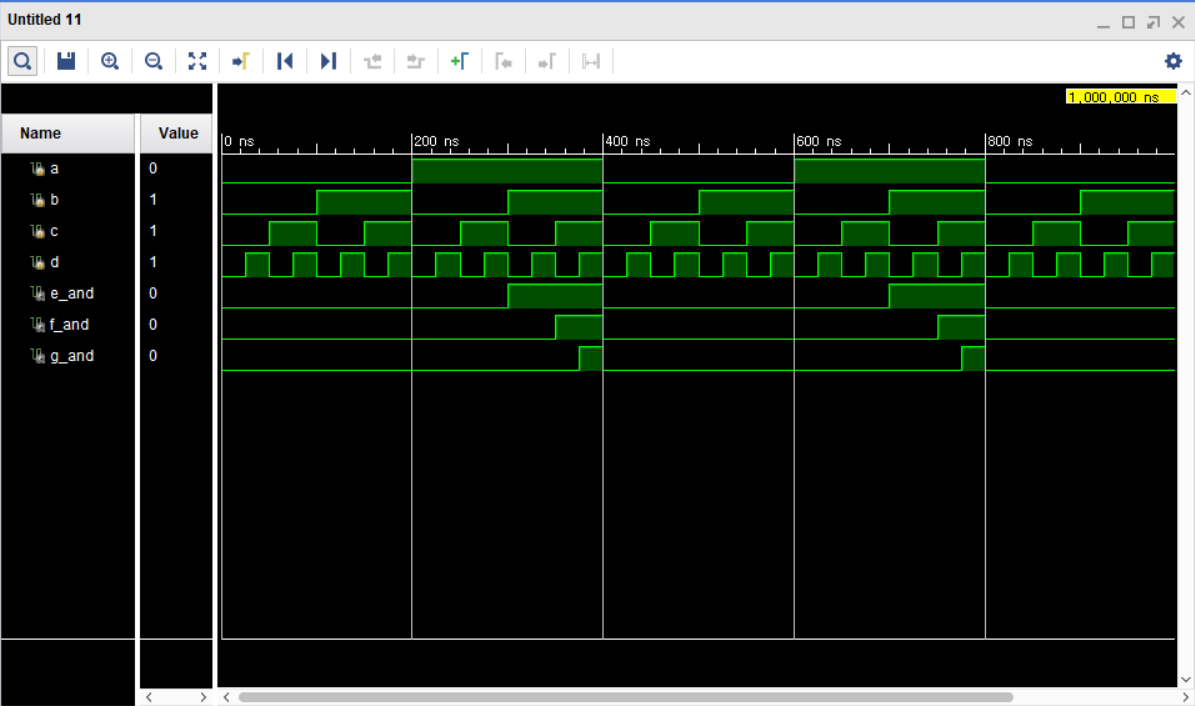 Untitled 11
1,000,000 ns
Name Value
0 ns 200 ns 400 ns 600 ns 800 ns
a 0
b 1
c 1
d 1
e_and 0
f_and 0
g_and 0